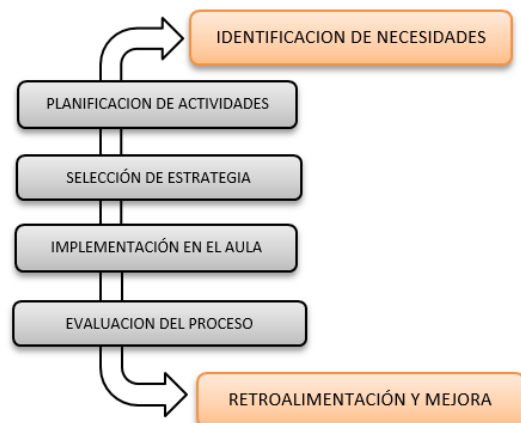 IDENTIFICACION DE NECESIDADES
PLANIFICACION DE ACTIVIDADES
SELECCIÓN DE ESTRATEGIA
IMPLEMENTACIÓN EN EL AULA
EVALUACION DEL PROCESO
RETROALIMENTACIÓN Y MEJORA